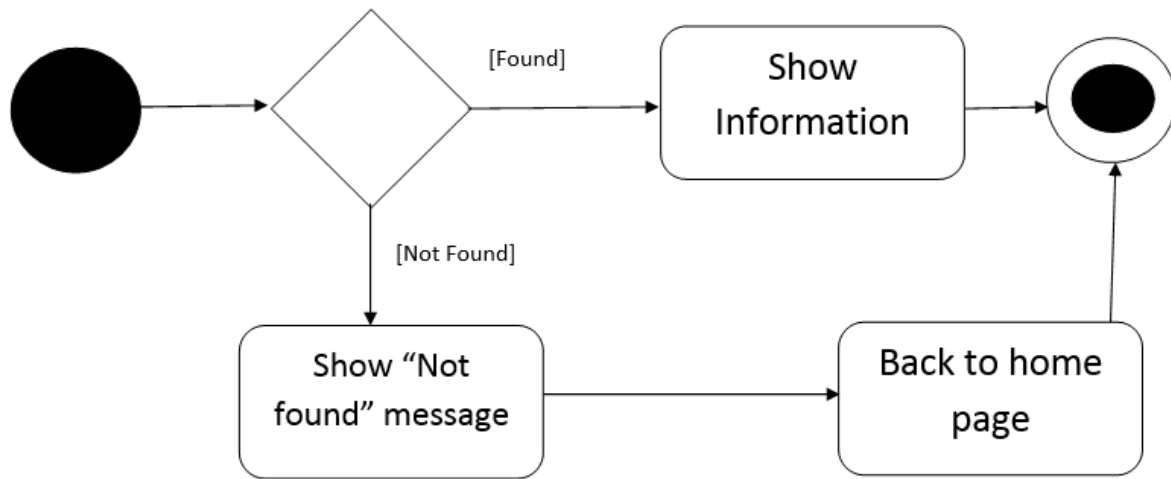 [Found]
Show
Information
[Not Found]
Show “Not
found” message
Back to home
page